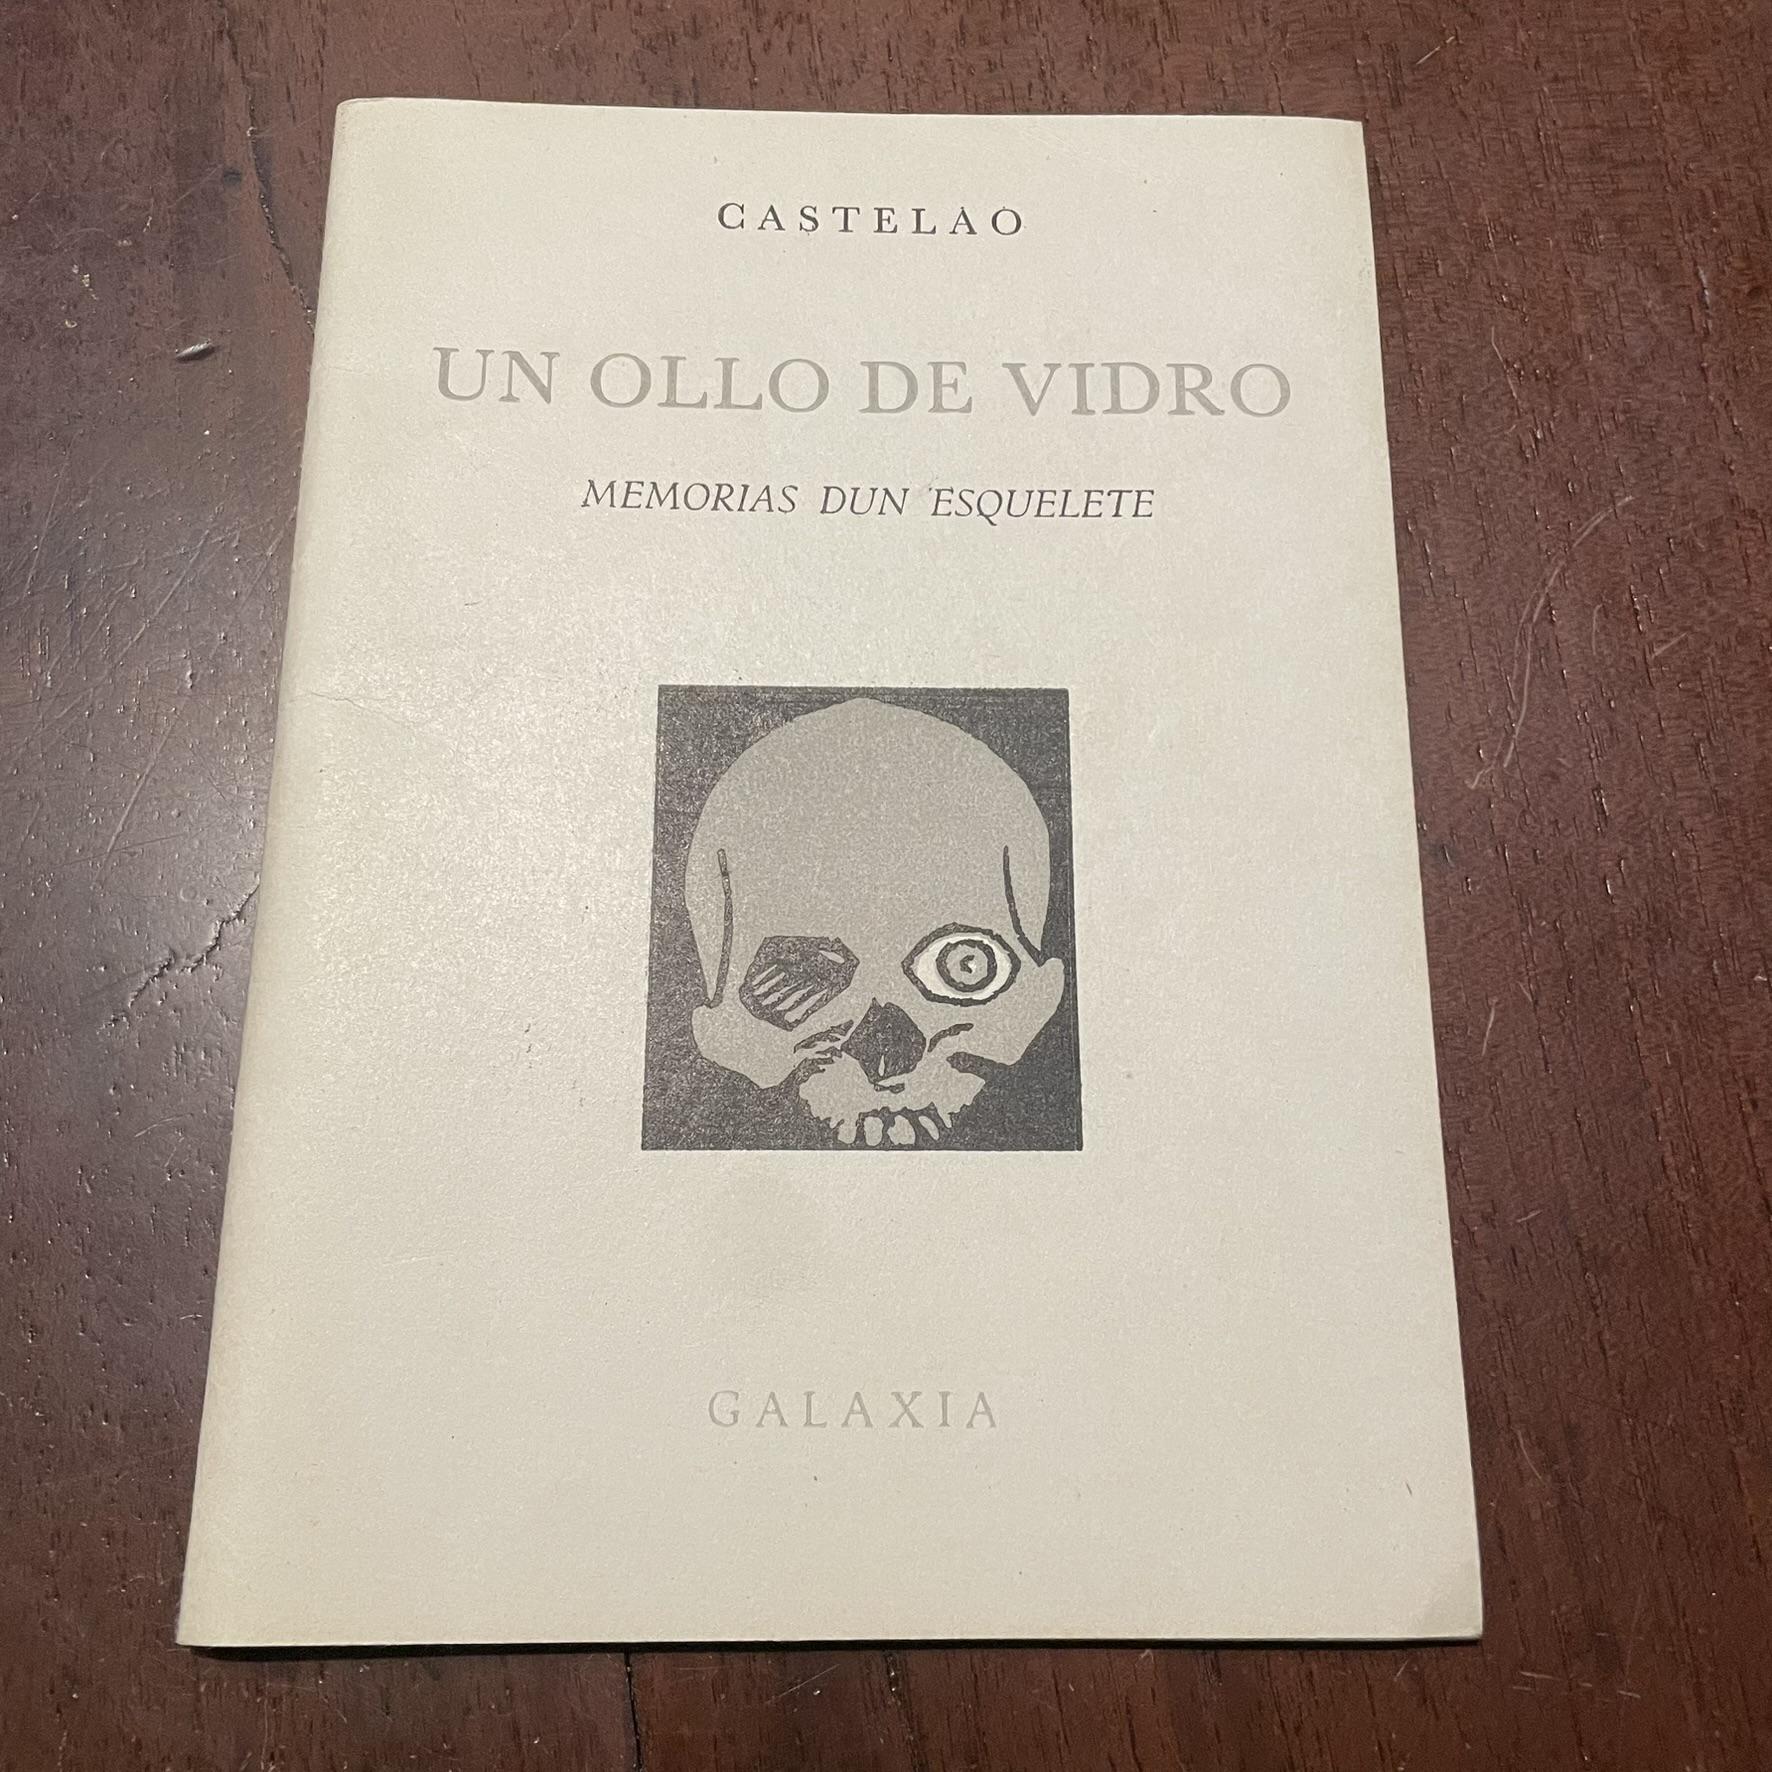 CASTELAO
UN OLLO DE VIDRO
MEMORIAS DUN ESQUELETE
GALAXIA